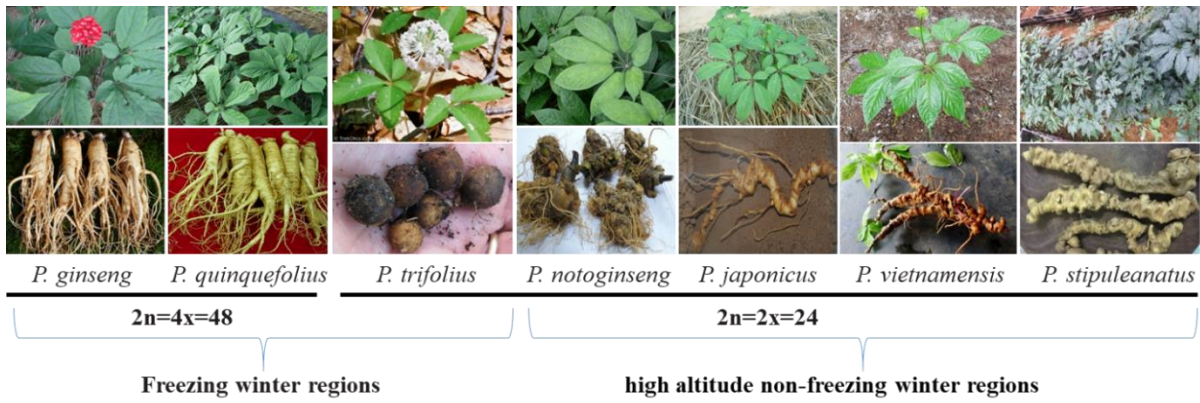 P. ginseng P. quinquefolius P. trifolius P. notoginseng P. japonicus P. vietnamensis P. stipuleanatus
2n=4x=48 2n=2x=24
Freezing winter regions high altitude non-freezing winter regions